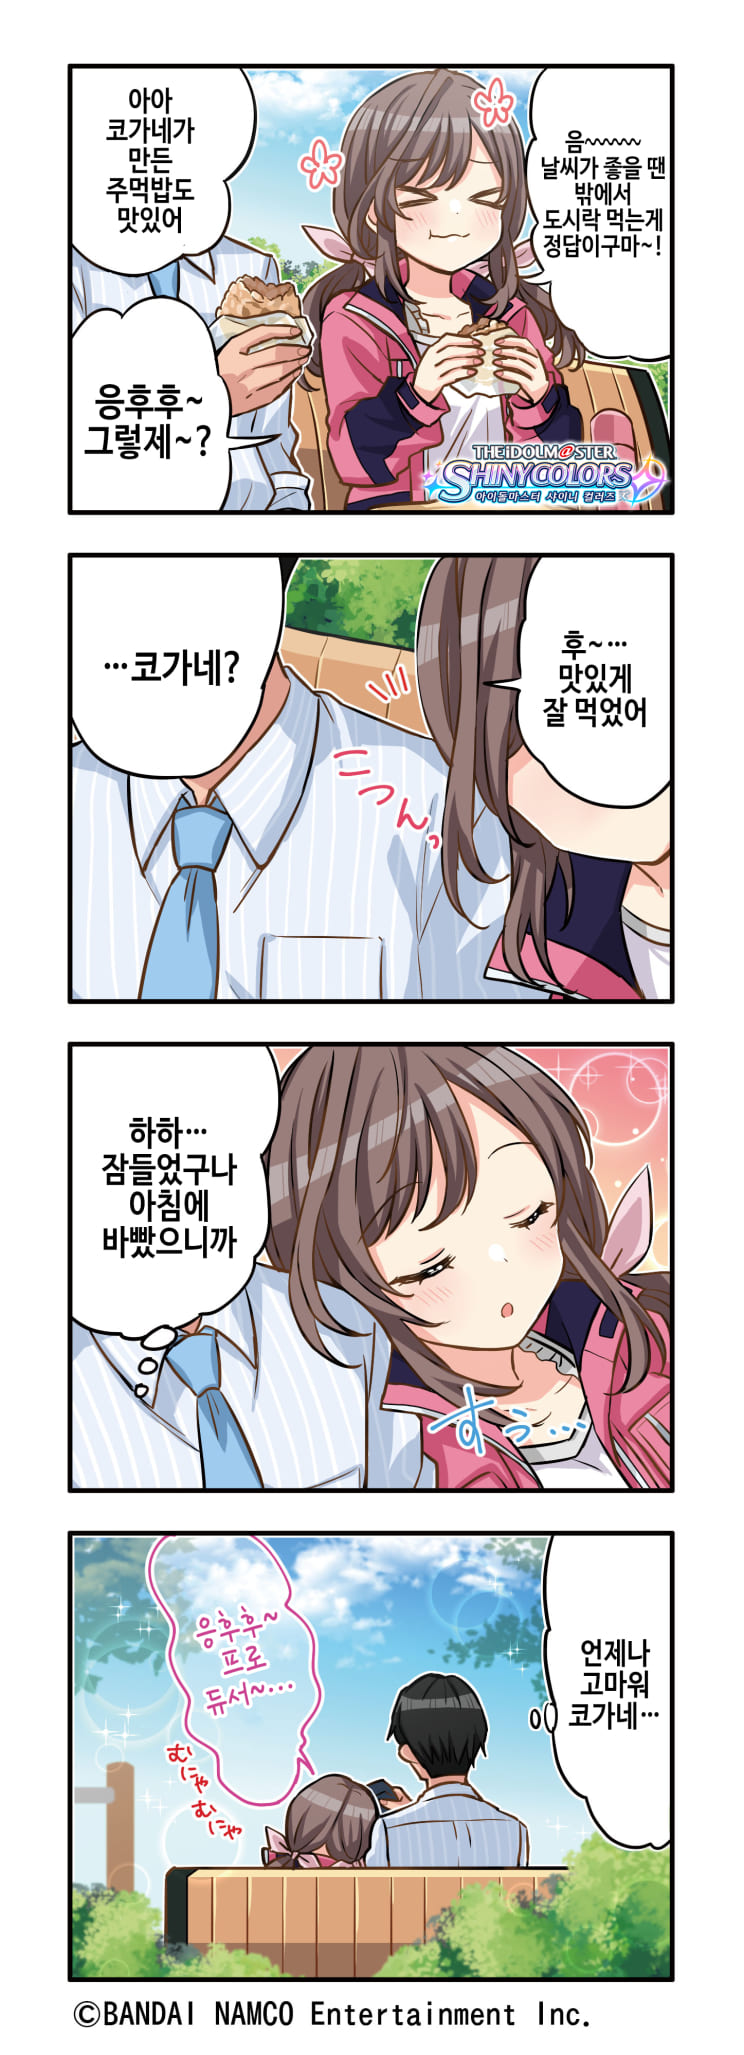 음~~~~~~
날씨가 좋을 땐
밖에서
도시락 먹는게
정답이구마~!
아아
코가네가
만든
주먹밥도
맛있어
응후후~
그렇제~?
THE iDOLM@STER
SHINY COLORS
아이돌마스터 샤이니 컬러즈
후~…
맛있게
잘 먹었어
…코가네?
こつんっ
하하…
잠들었구나
아침에
바빴으니까
すぅ…
언제나
고마워
코가네…
응후후~
프로
듀서~…
むにゃ
むにゃ
©BANDAI NAMCO Entertainment Inc.